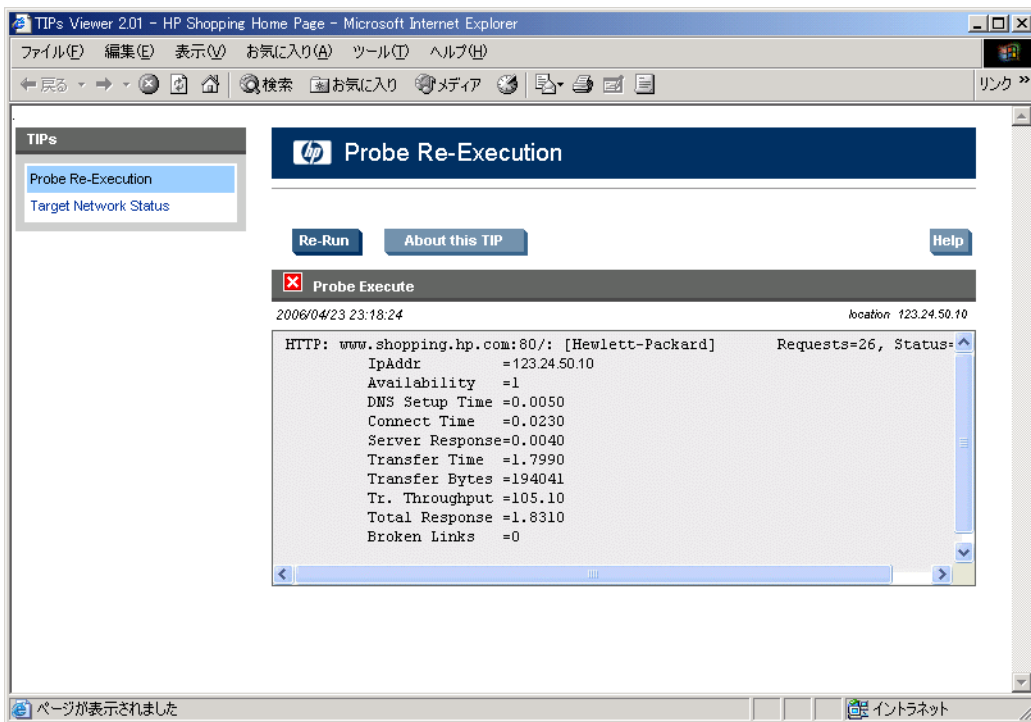 TIPs Viewer 2.01 - HP Shopping Home Page - Microsoft Internet Explorer
ファイル(F) 編集(E) 表示(V) お気に入り(A) ツール(T) ヘルプ(H)
戻る 検索 お気に入り メディア リンク »
TIPs
Probe Re-Execution
Target Network Status
hp Probe Re-Execution
Re-Run About this TIP Help
Probe Execute
2006/04/23 23:18:24 location 123.24.50.10
HTTP: www.shopping.hp.com:80/: [Hewlett-Packard] Requests=26, Status=
IpAddr =123.24.50.10
Availability =1
DNS Setup Time =0.0050
Connect Time =0.0230
Server Response=0.0040
Transfer Time =1.7990
Transfer Bytes =194041
Tr. Throughput =105.10
Total Response =1.8310
Broken Links =0
ページが表示されました イントラネット